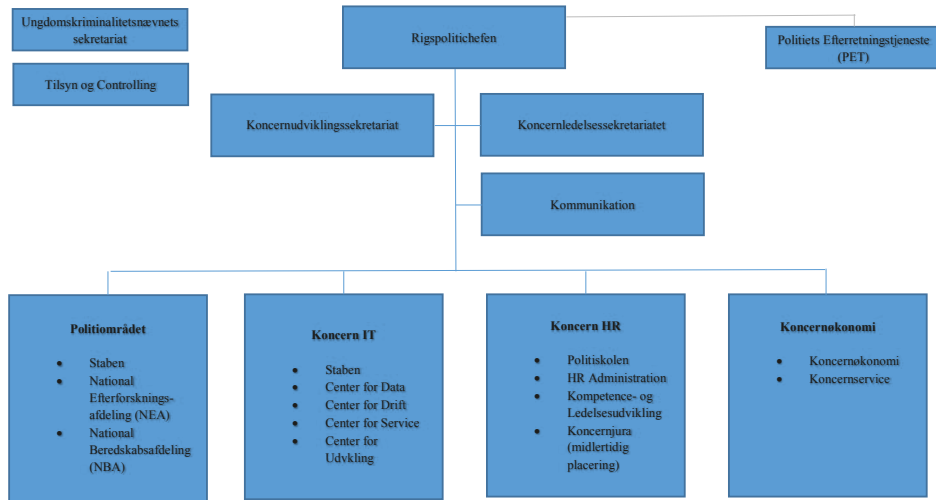 Ungdomskriminalitetsnævnets
sekretariat
Tilsyn og Controlling
Rigspolitichefen
Politiets Efterretningstjeneste
(PET)
Koncernudviklingssekretariat
Koncernledelsessekretariatet
Kommunikation
Politiområdet
• Staben
• National
Efterforsknings-
afdeling (NEA)
• National
Beredskabsafdeling
(NBA)
Koncern IT
• Staben
• Center for Data
• Center for Drift
• Center for Service
• Center for
Udvkling
Koncern HR
• Politiskolen
• HR Administration
• Kompetence- og
Ledelsesudvikling
• Koncernjura
(midlertidig
placering)
Koncernøkonomi
• Koncernøkonomi
• Koncernservice